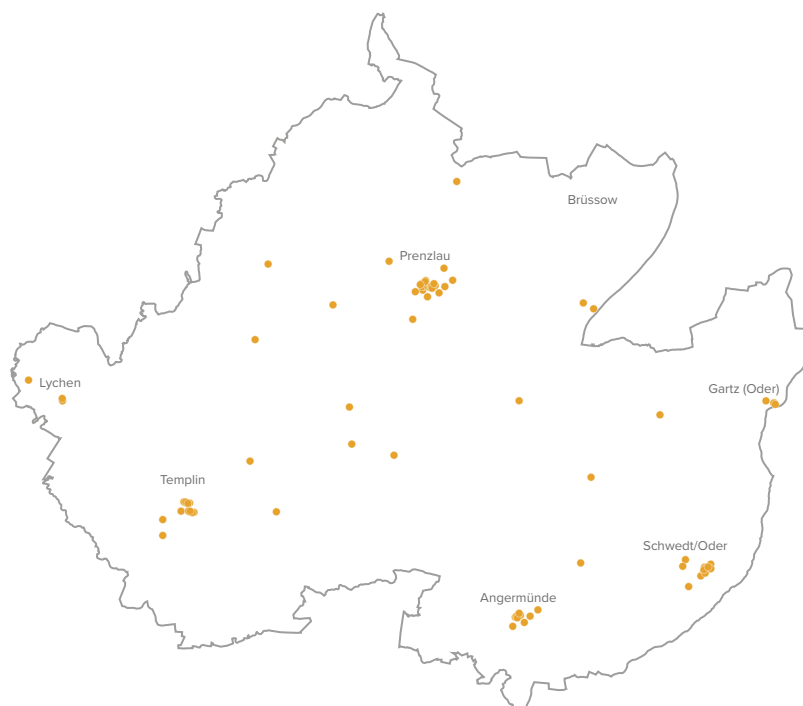 Brüssow
Prenzlau
Lychen
Gartz (Oder)
Templin
Schwedt/Oder
Angermünde